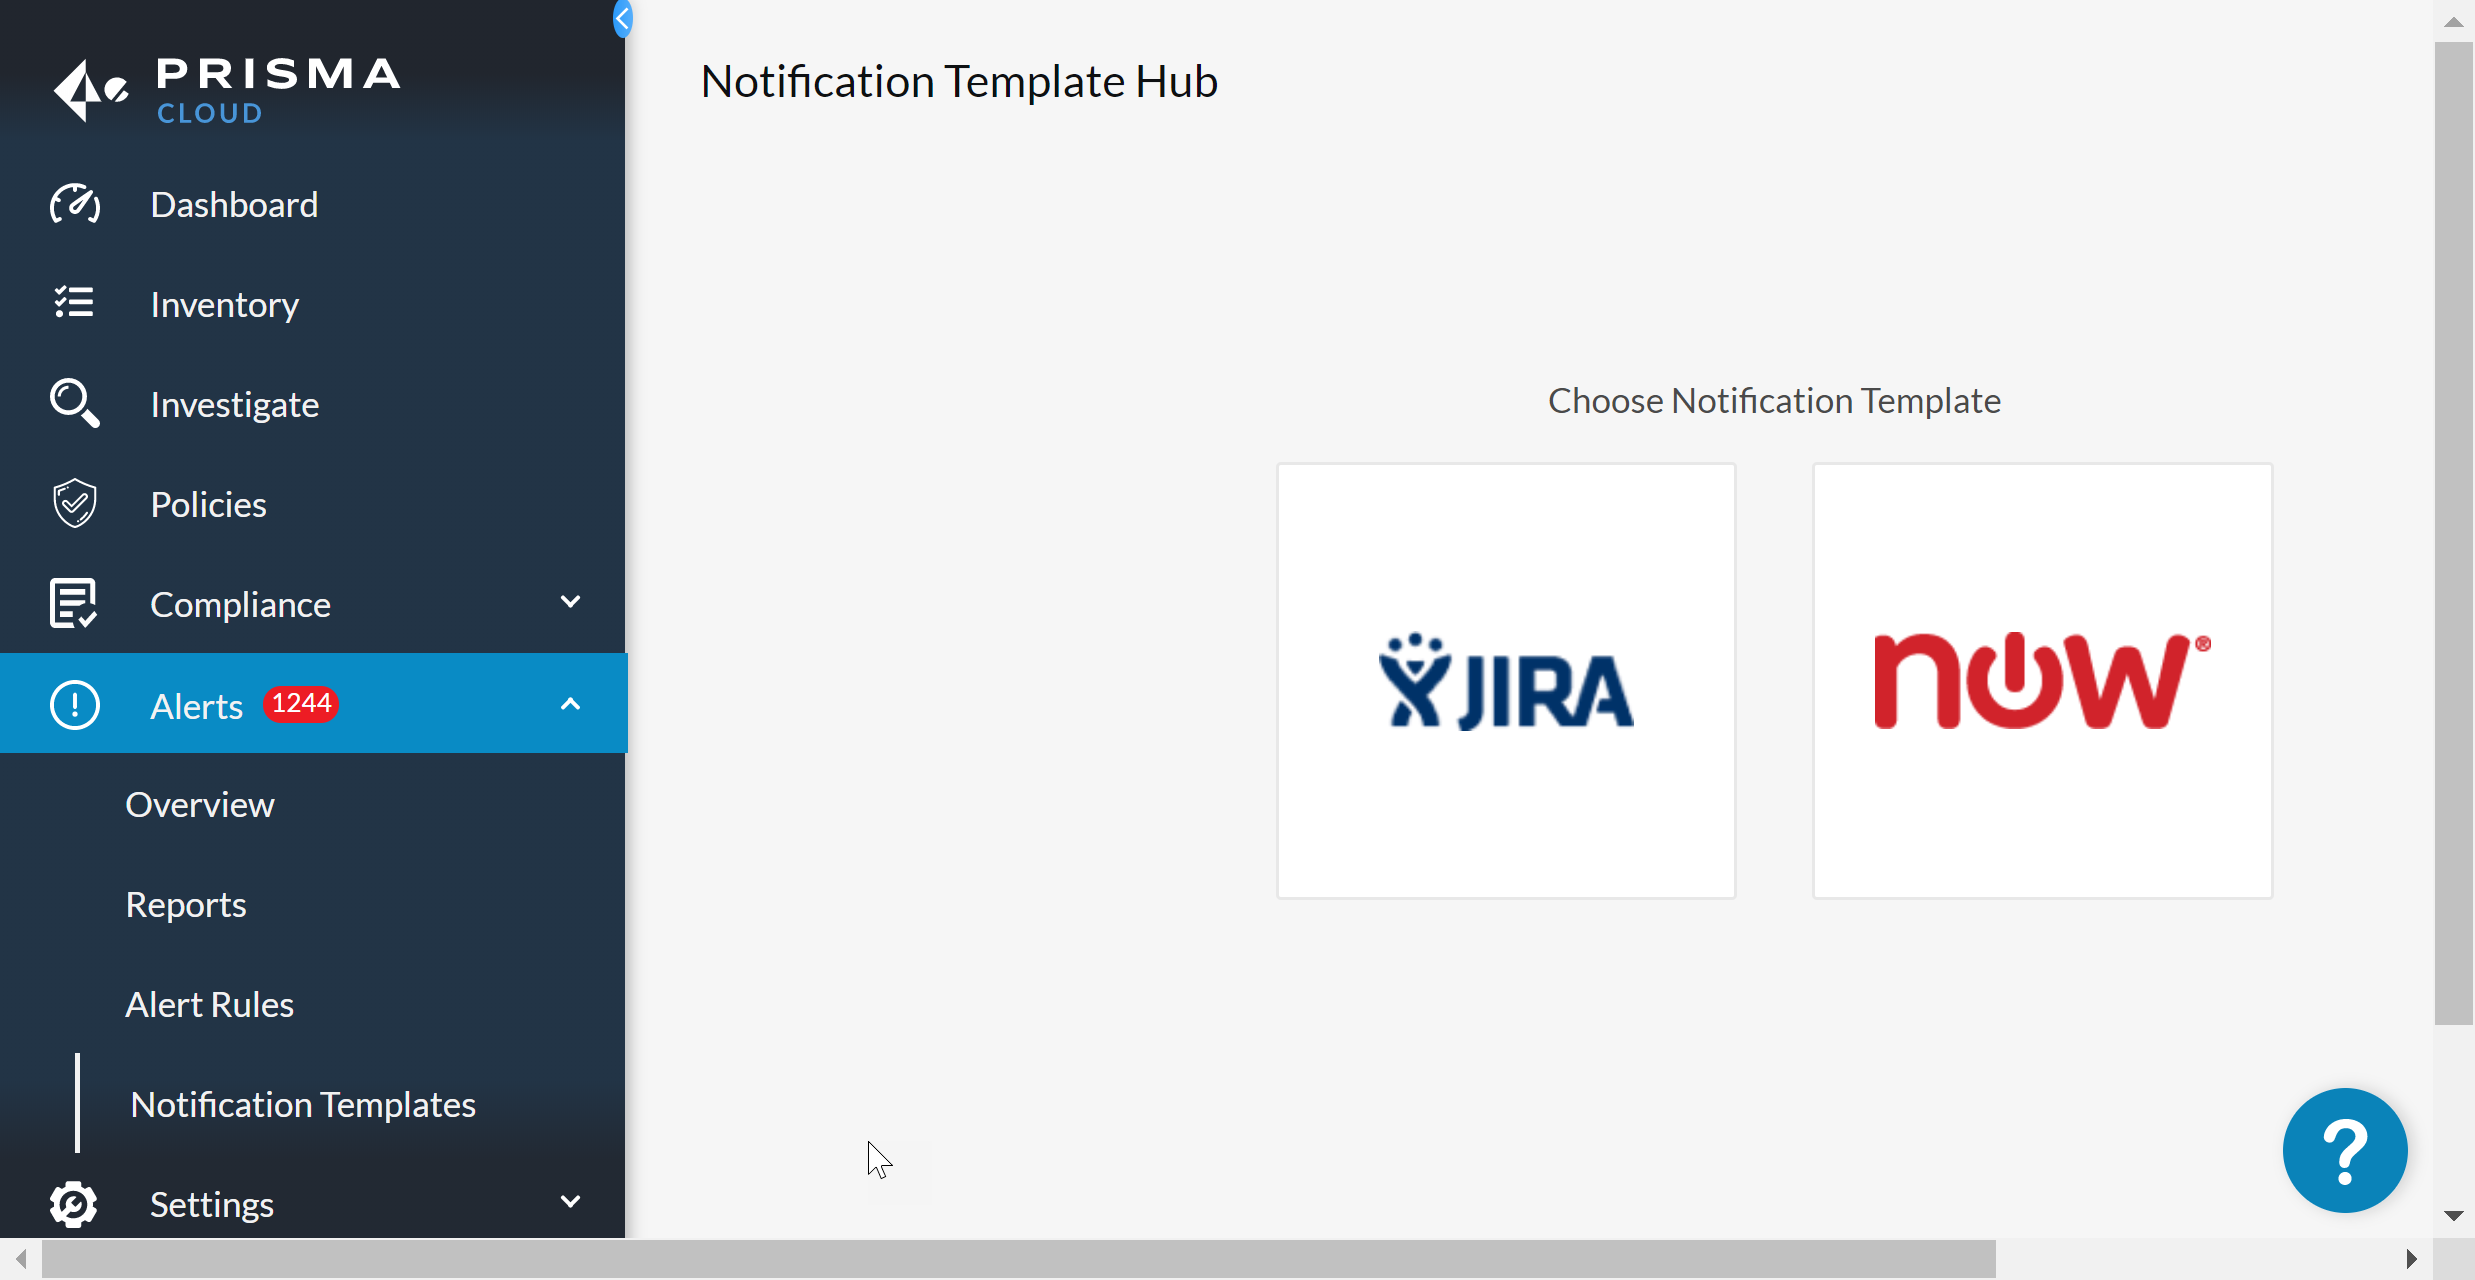 PRISMA
CLOUD
Dashboard
Inventory
Investigate
Policies
Compliance
Alerts 1244
Overview
Reports
Alert Rules
Notification Templates
Settings
Notification Template Hub
Choose Notification Template
JIRA
now®
?